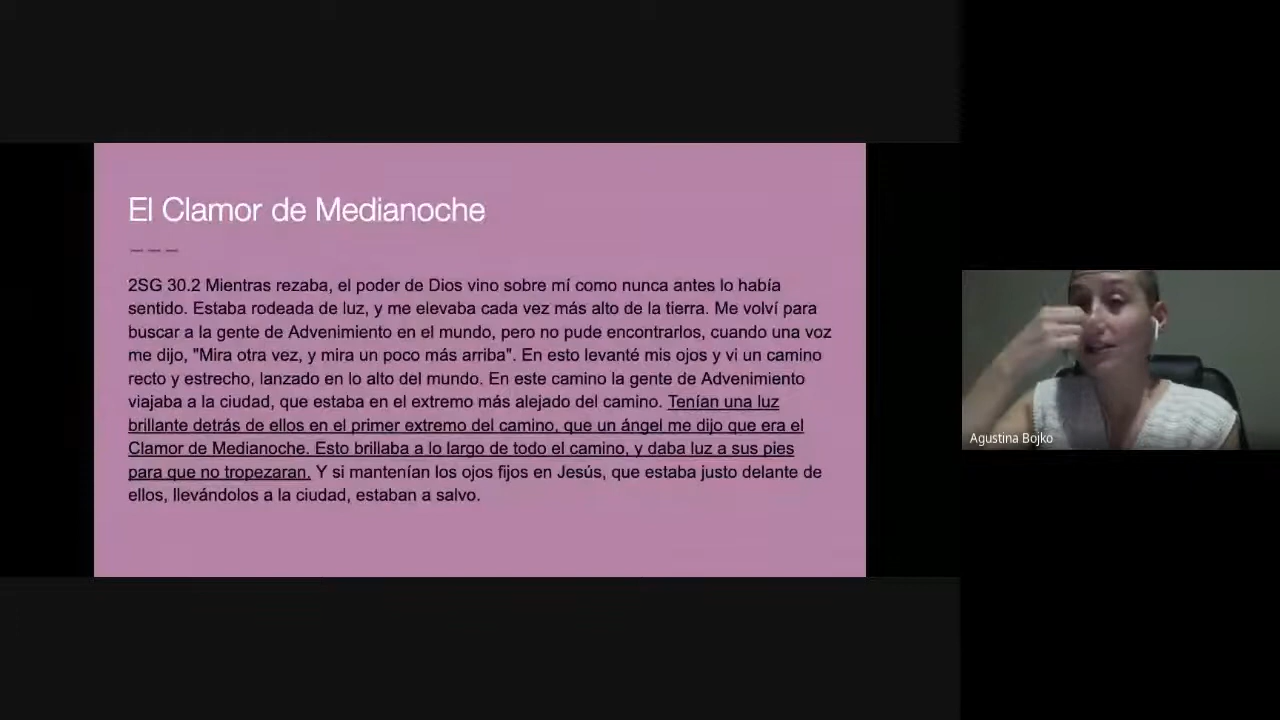 El Clamor de Medianoche
2SG 30.2 Mientras rezaba, el poder de Dios vino sobre mí como nunca antes lo había
sentido. Estaba rodeada de luz, y me elevaba cada vez más alto de la tierra. Me volví para
buscar a la gente de Advenimiento en el mundo, pero no pude encontrarlos, cuando una voz
me dijo, "Mira otra vez, y mira un poco más arriba". En esto levanté mis ojos y vi un camino
recto y estrecho, lanzado en lo alto del mundo. En este camino la gente de Advenimiento
viajaba a la ciudad, que estaba en el extremo más alejado del camino. Tenían una luz
brillante detrás de ellos en el primer extremo del camino, que un ángel me dijo que era el
Clamor de Medianoche. Esto brillaba a lo largo de todo el camino, y daba luz a sus pies
para que no tropezaran. Y si mantenían los ojos fijos en Jesús, que estaba justo delante de
ellos, llevándolos a la ciudad, estaban a salvo.
Agustina Bojko